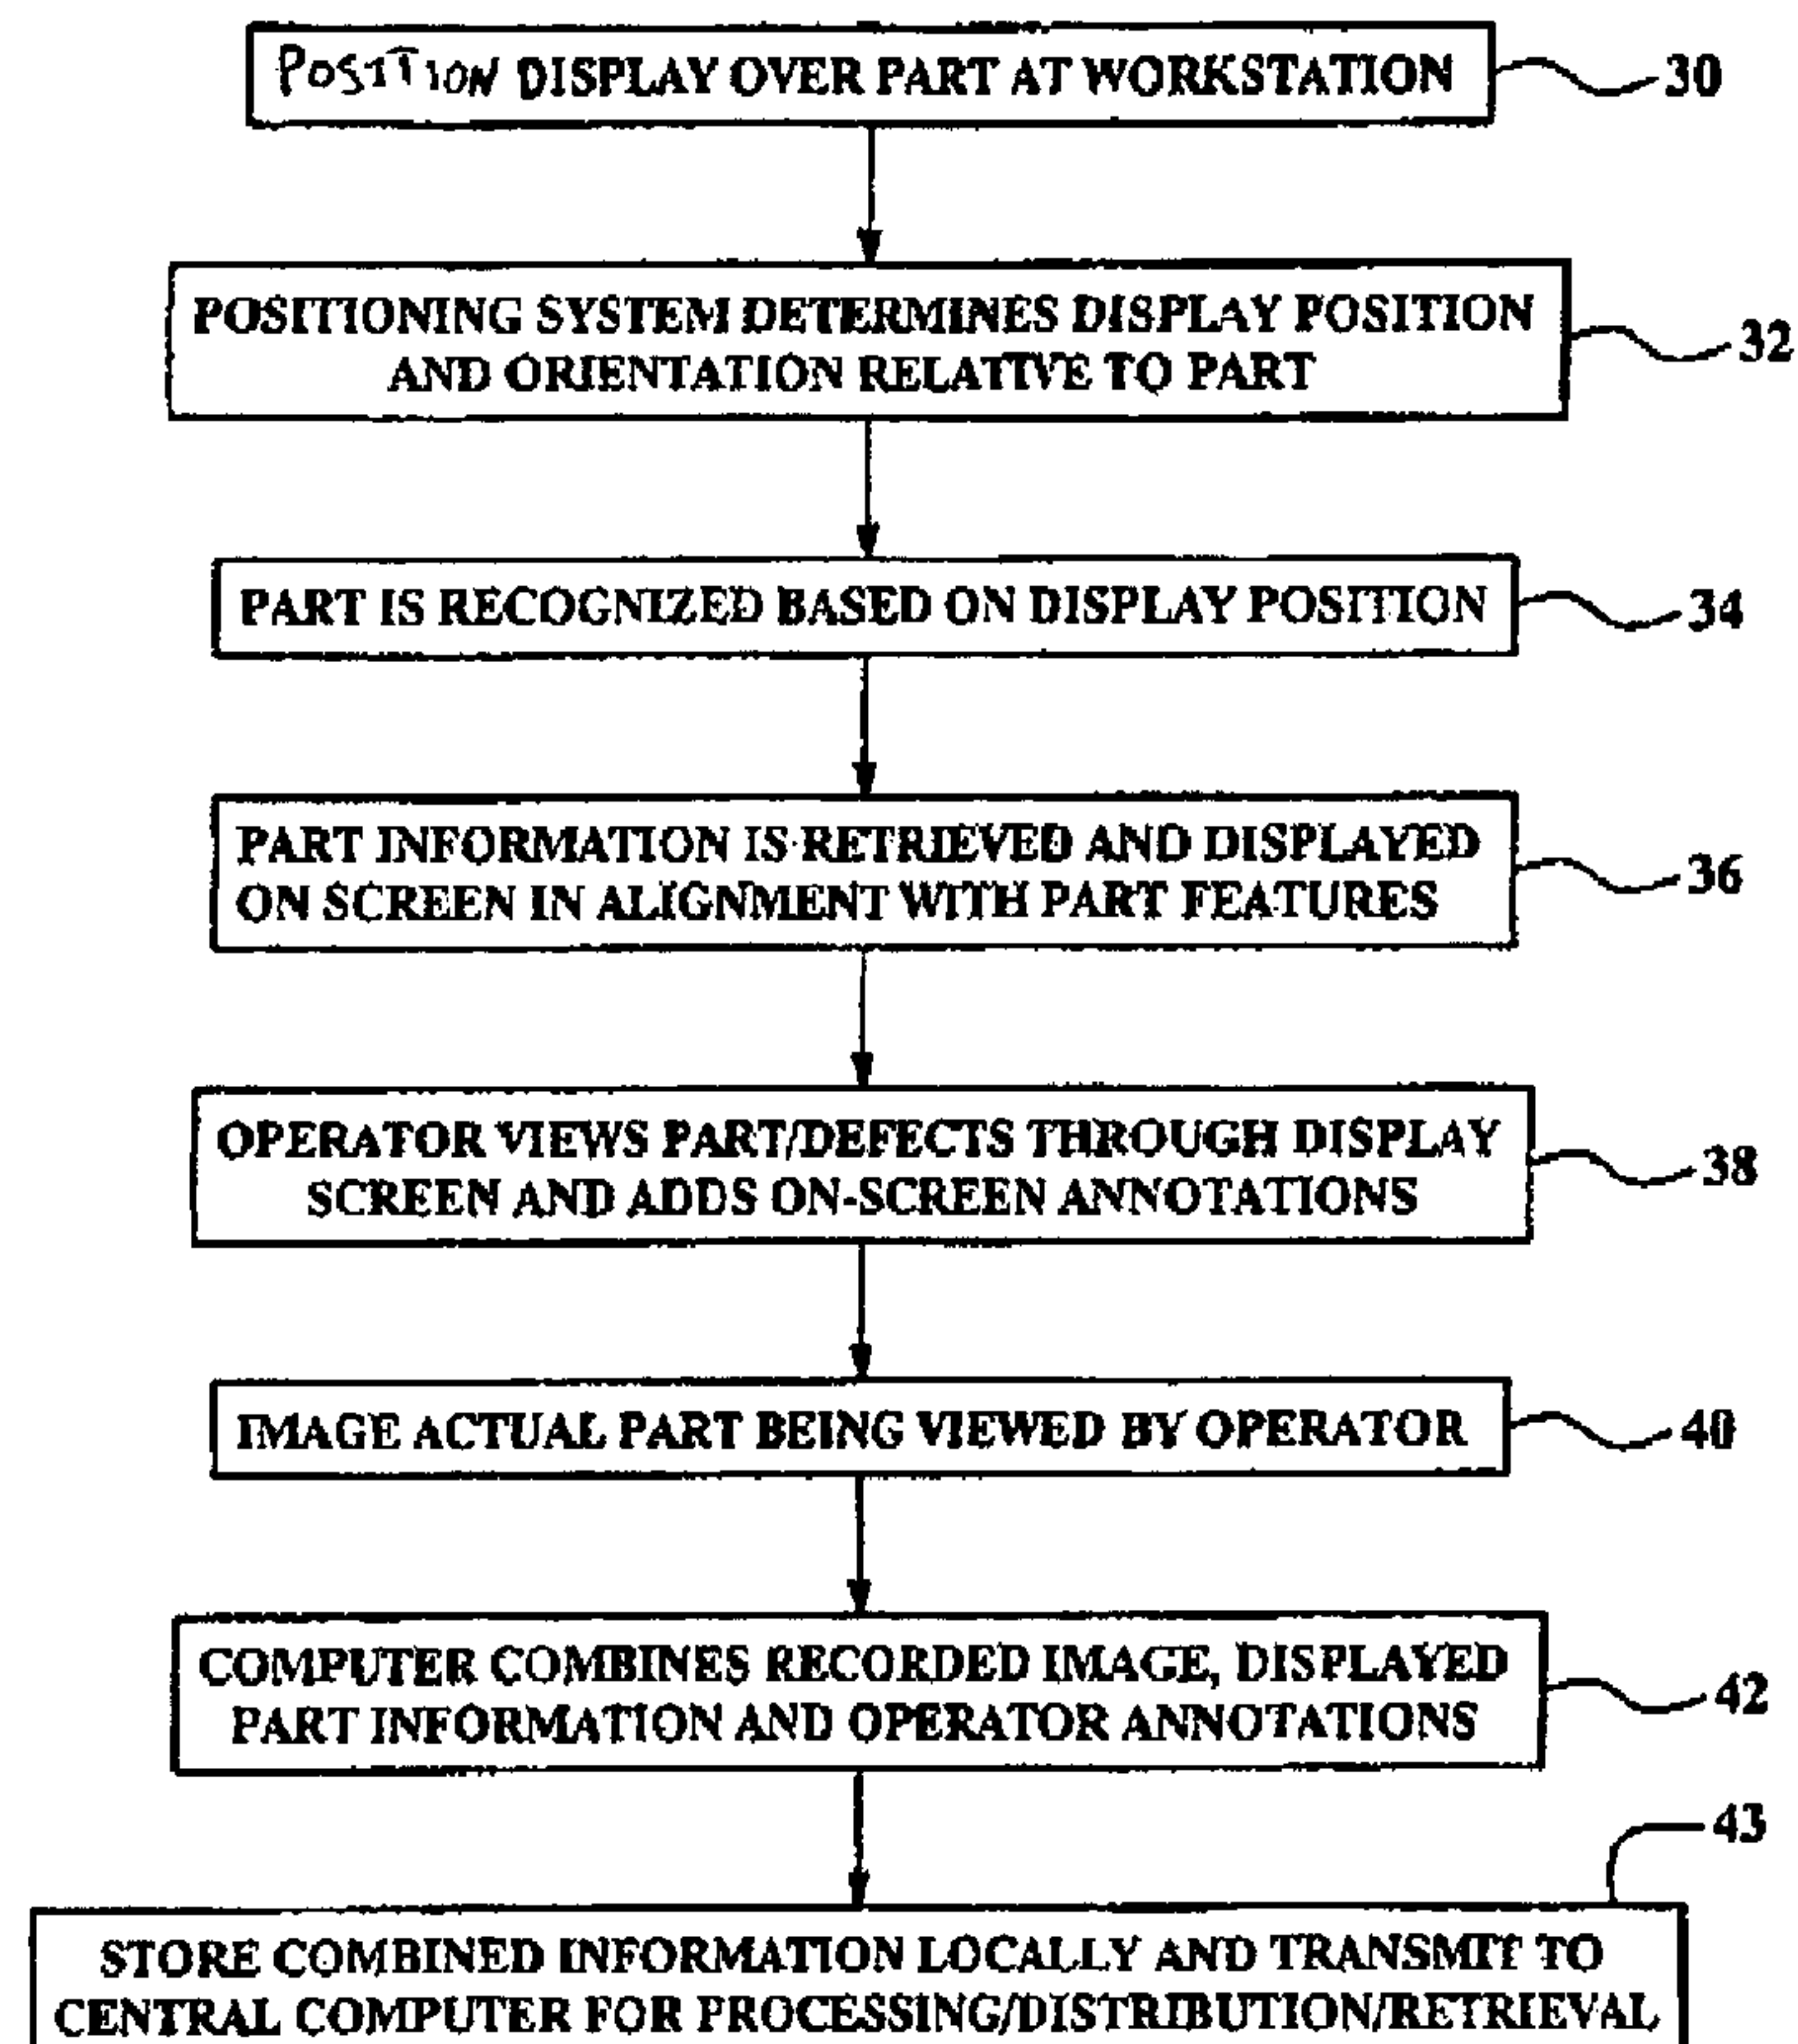 POSITION DISPLAY OVER PART AT WORKSTATION
30
POSITIONING SYSTEM DETERMINES DISPLAY POSITION
AND ORIENTATION RELATIVE TO PART
32
PART IS RECOGNIZED BASED ON DISPLAY POSITION
34
PART INFORMATION IS RETRIEVED AND DISPLAYED
ON SCREEN IN ALIGNMENT WITH PART FEATURES
36
OPERATOR VIEWS PART/DEFECTS THROUGH DISPLAY
SCREEN AND ADDS ON-SCREEN ANNOTATIONS
38
IMAGE ACTUAL PART BEING VIEWED BY OPERATOR
40
COMPUTER COMBINES RECORDED IMAGE, DISPLAYED
PART INFORMATION AND OPERATOR ANNOTATIONS
42
43
STORE COMBINED INFORMATION LOCALLY AND TRANSMIT TO
CENTRAL COMPUTER FOR PROCESSING/DISTRIBUTION/RETRIEVAL